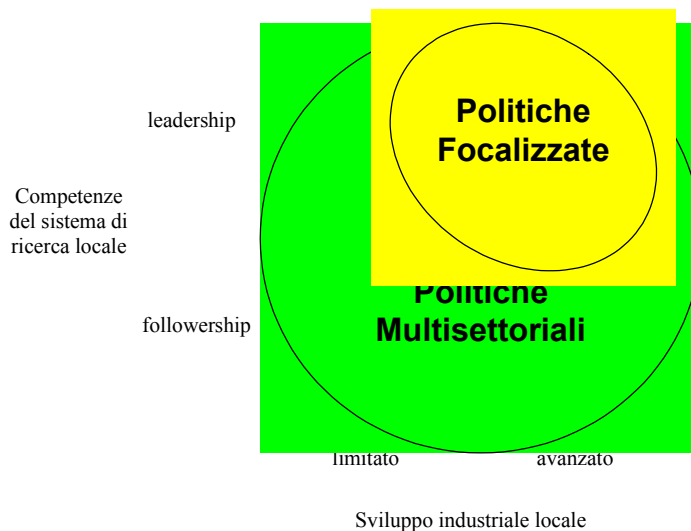 Politiche
Focalizzate
leadership
Competenze
del sistema di
ricerca locale
Politiche
Multisettoriali
followership
limitato
avanzato
Sviluppo industriale locale